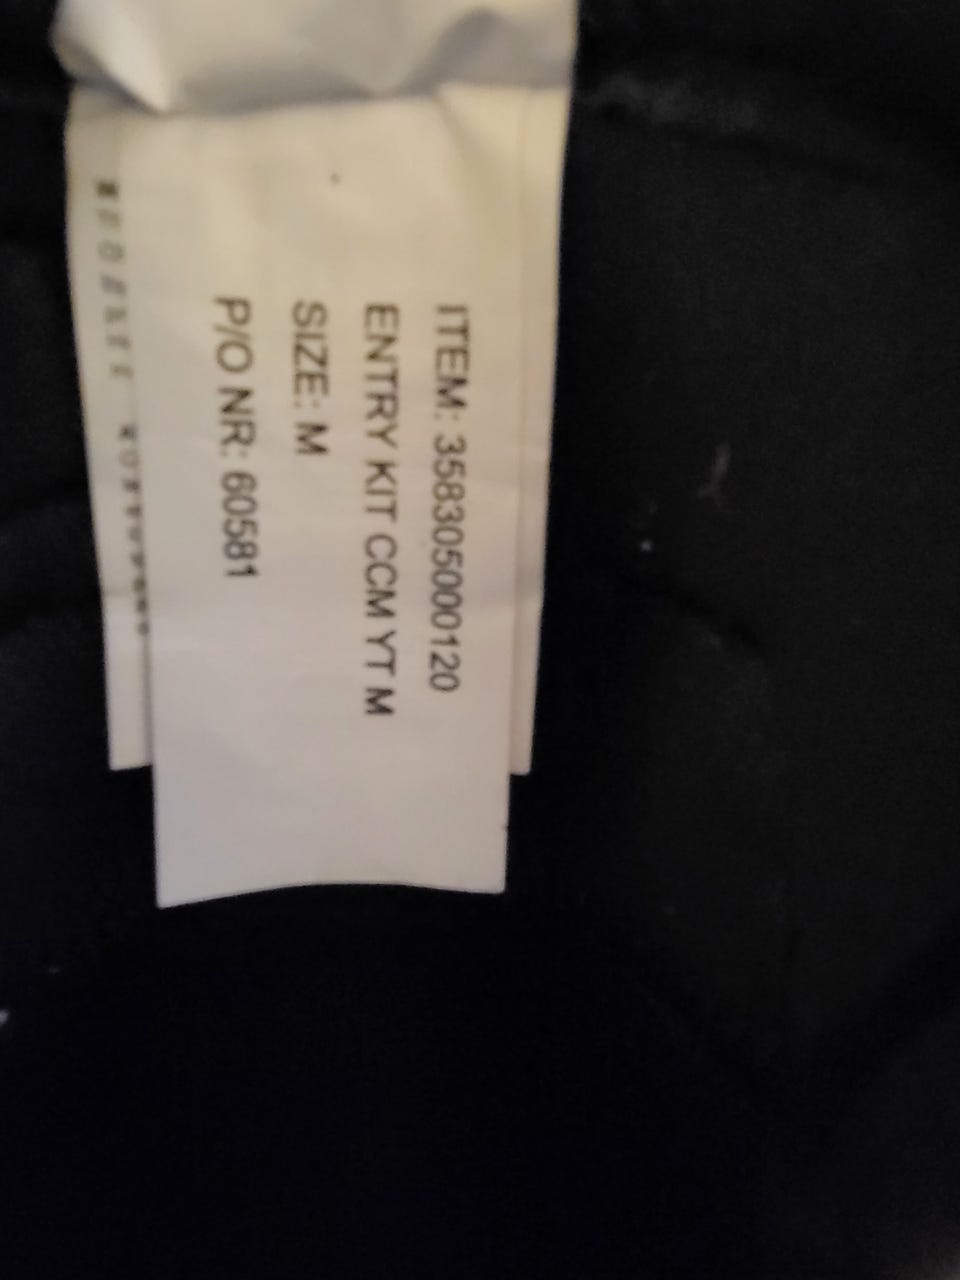 ITEM: 358305000120
ENTRY KIT CCM YT M
SIZE: M
P/O NR: 60581